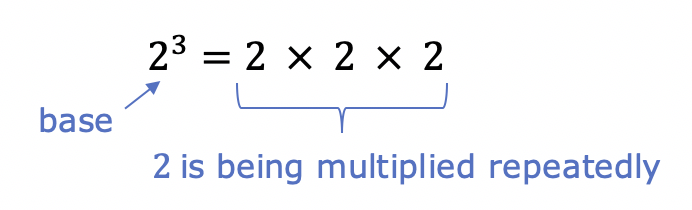 2³ = 2 × 2 × 2
base
2 is being multiplied repeatedly